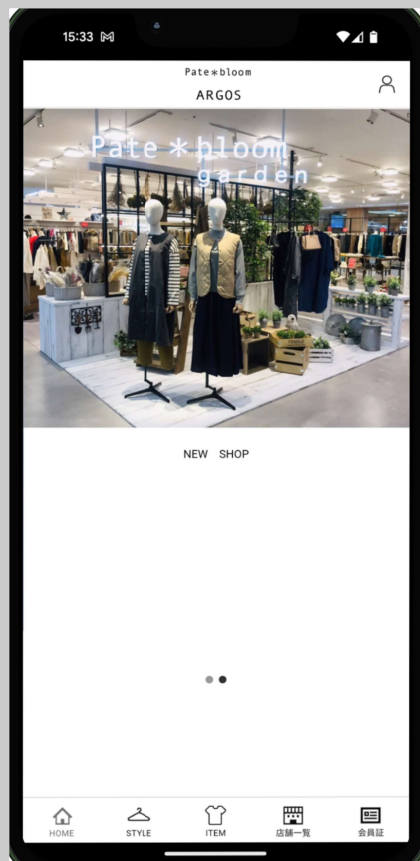 15:33
Pate*bloom
ARGOS
Pate*bloom
garden
NEW SHOP
HOME
STYLE
ITEM
店舗一覧
会員証